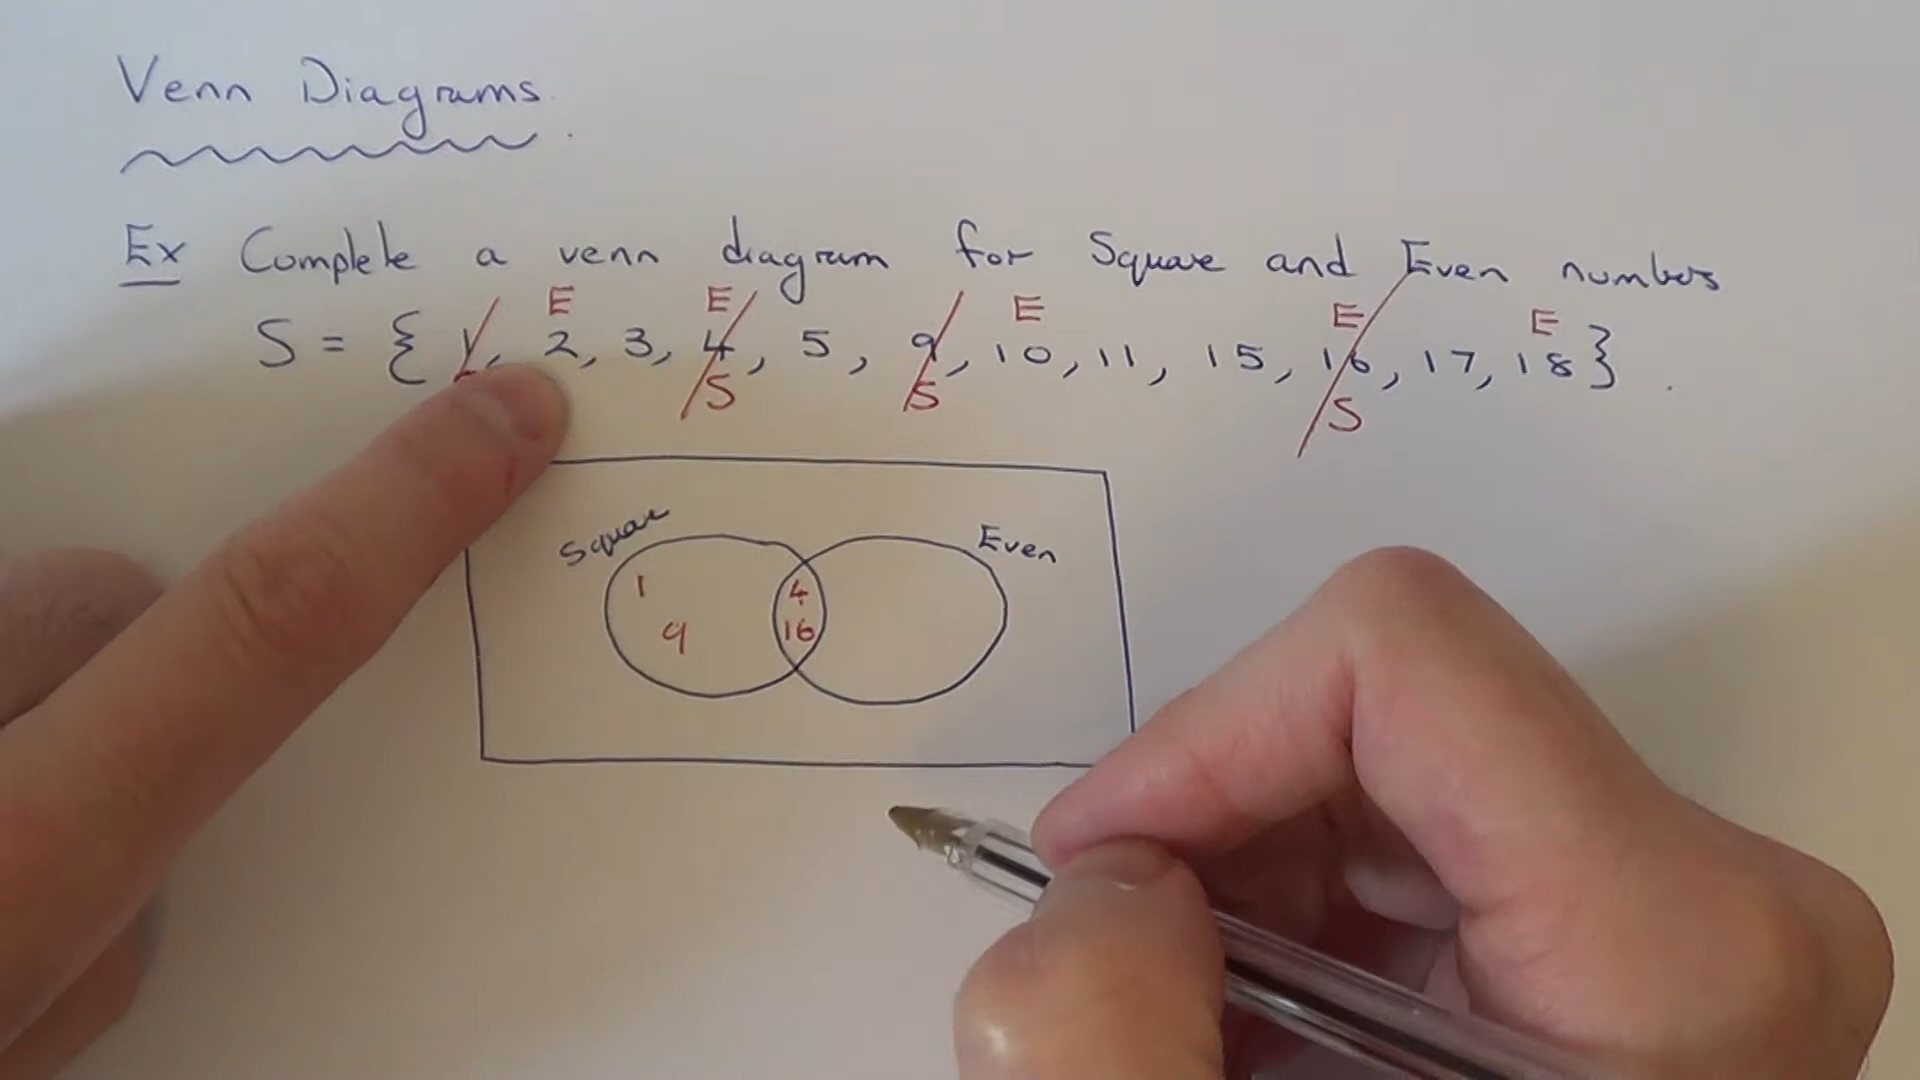 Venn Diagrams.
Ex Complete a venn diagram for Square and Even numbers
E E E E E
S = { 1, 2, 3, 4, 5, 9, 10, 11, 15, 16, 17, 18 } .
S S S
Square Even
1 4
9 16